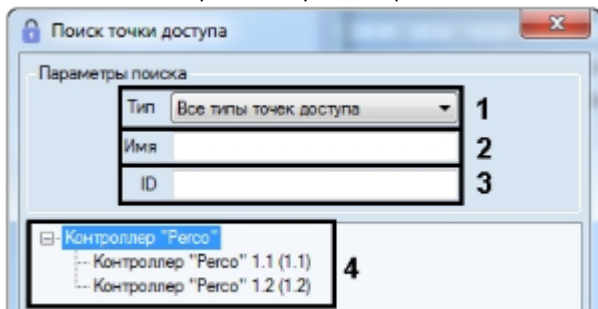 Поиск точки доступа
Параметры поиска
Тип Все типы точек доступа 1
Имя 2
ID 3
Контроллер "Perco"
Контроллер "Perco" 1.1 (1.1)
Контроллер "Perco" 1.2 (1.2)
4